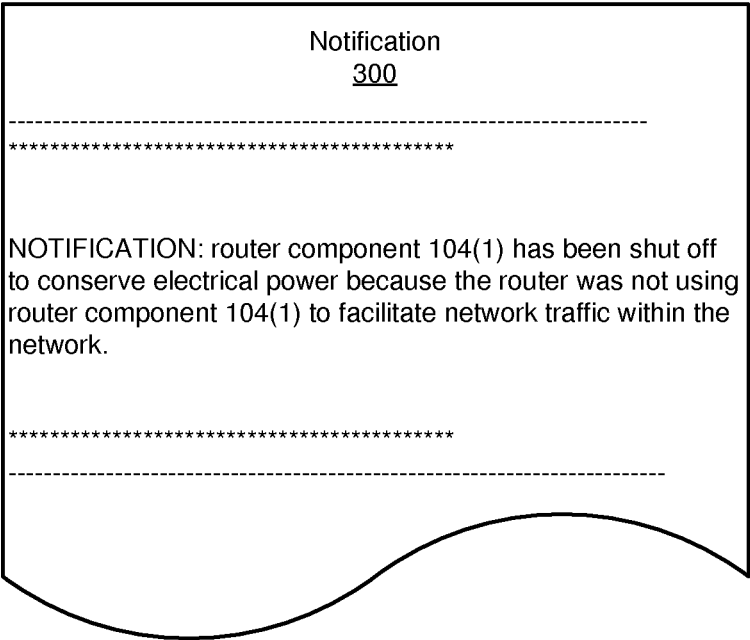 Notification
300
--------------------------------------------------------------------------
*******************************************
NOTIFICATION: router component 104(1) has been shut off
to conserve electrical power because the router was not using
router component 104(1) to facilitate network traffic within the
network.
*******************************************
----------------------------------------------------------------------------